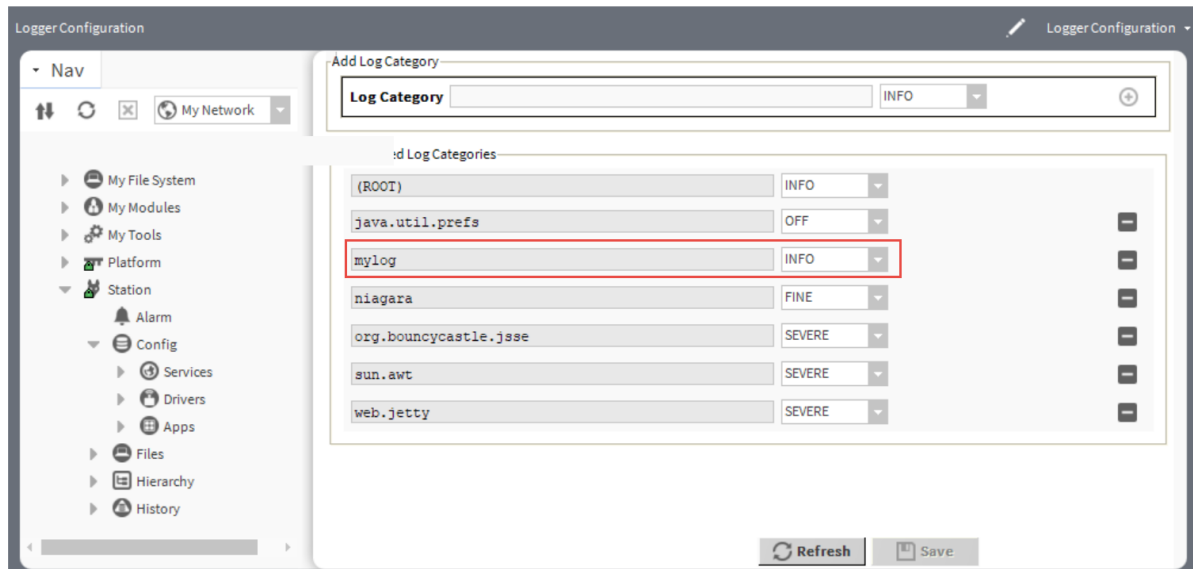 Logger Configuration
Logger Configuration
Nav
My Network
My File System
My Modules
My Tools
Platform
Station
Alarm
Config
Services
Drivers
Apps
Files
Hierarchy
History
Add Log Category
Log Category INFO
Log Categories
(ROOT) INFO
java.util.prefs OFF
mylog INFO
niagara FINE
org.bouncycastle.jsse SEVERE
sun.awt SEVERE
web.jetty SEVERE
Refresh Save